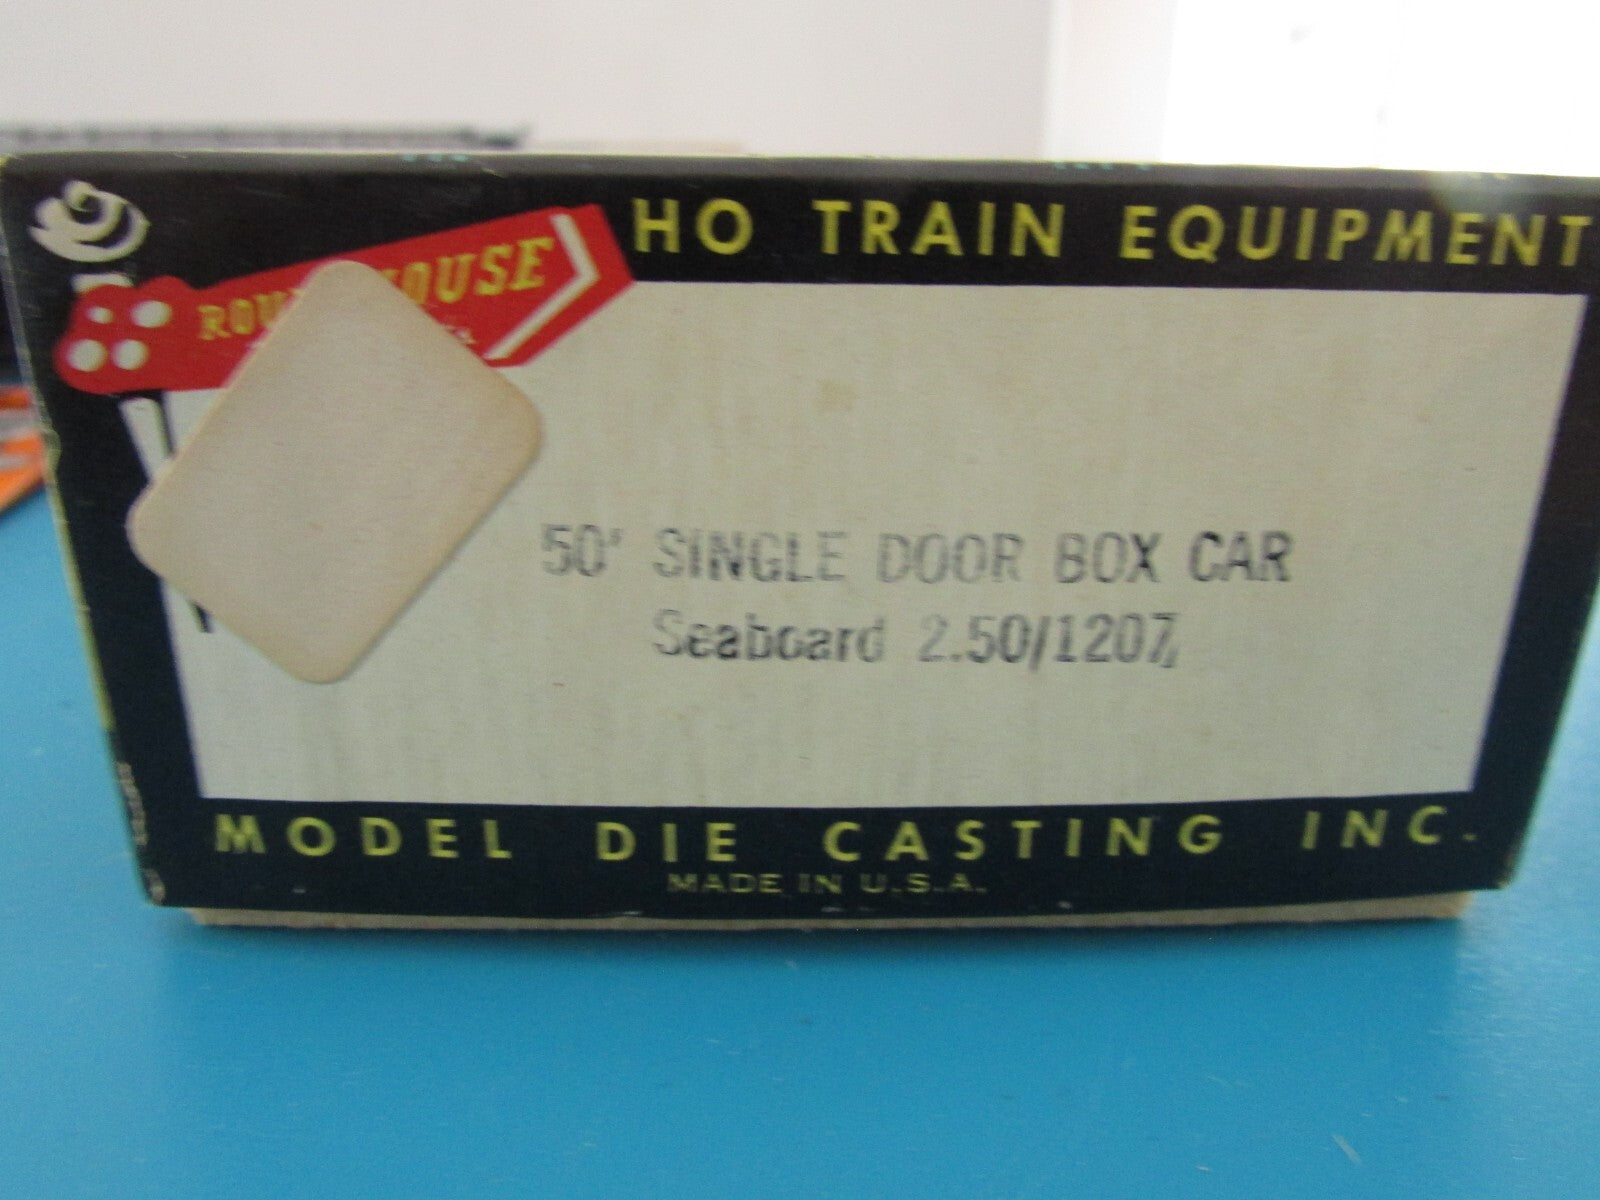 HO TRAIN EQUIPMENT
50' SINGLE DOOR BOX CAR
Seaboard 2.50/1207
MODEL DIE CASTING INC.
MADE IN U.S.A.